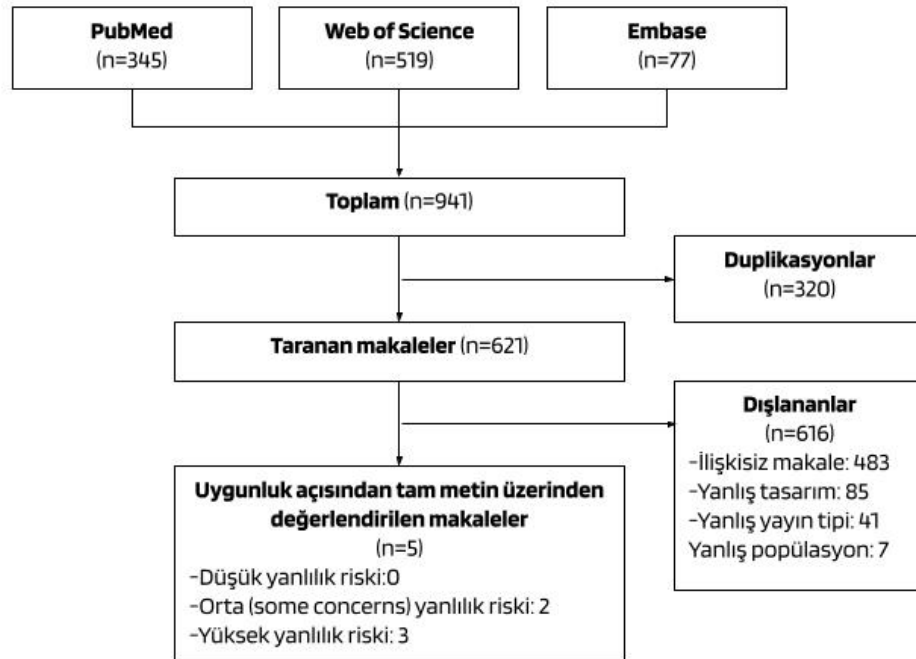 PubMed
(n=345)
Web of Science
(n=519)
Embase
(n=77)
Toplam (n=941)
Duplikasyonlar
(n=320)
Taranan makaleler (n=621)
Dışlananlar
(n=616)
-İlişkisiz makale: 483
-Yanlış tasarım: 85
-Yanlış yayın tipi: 41
Yanlış popülasyon: 7
Uygunluk açısından tam metin üzerinden
değerlendirilen makaleler
(n=5)
-Düşük yanlılık riski:0
-Orta (some concerns) yanlılık riski: 2
-Yüksek yanlılık riski: 3